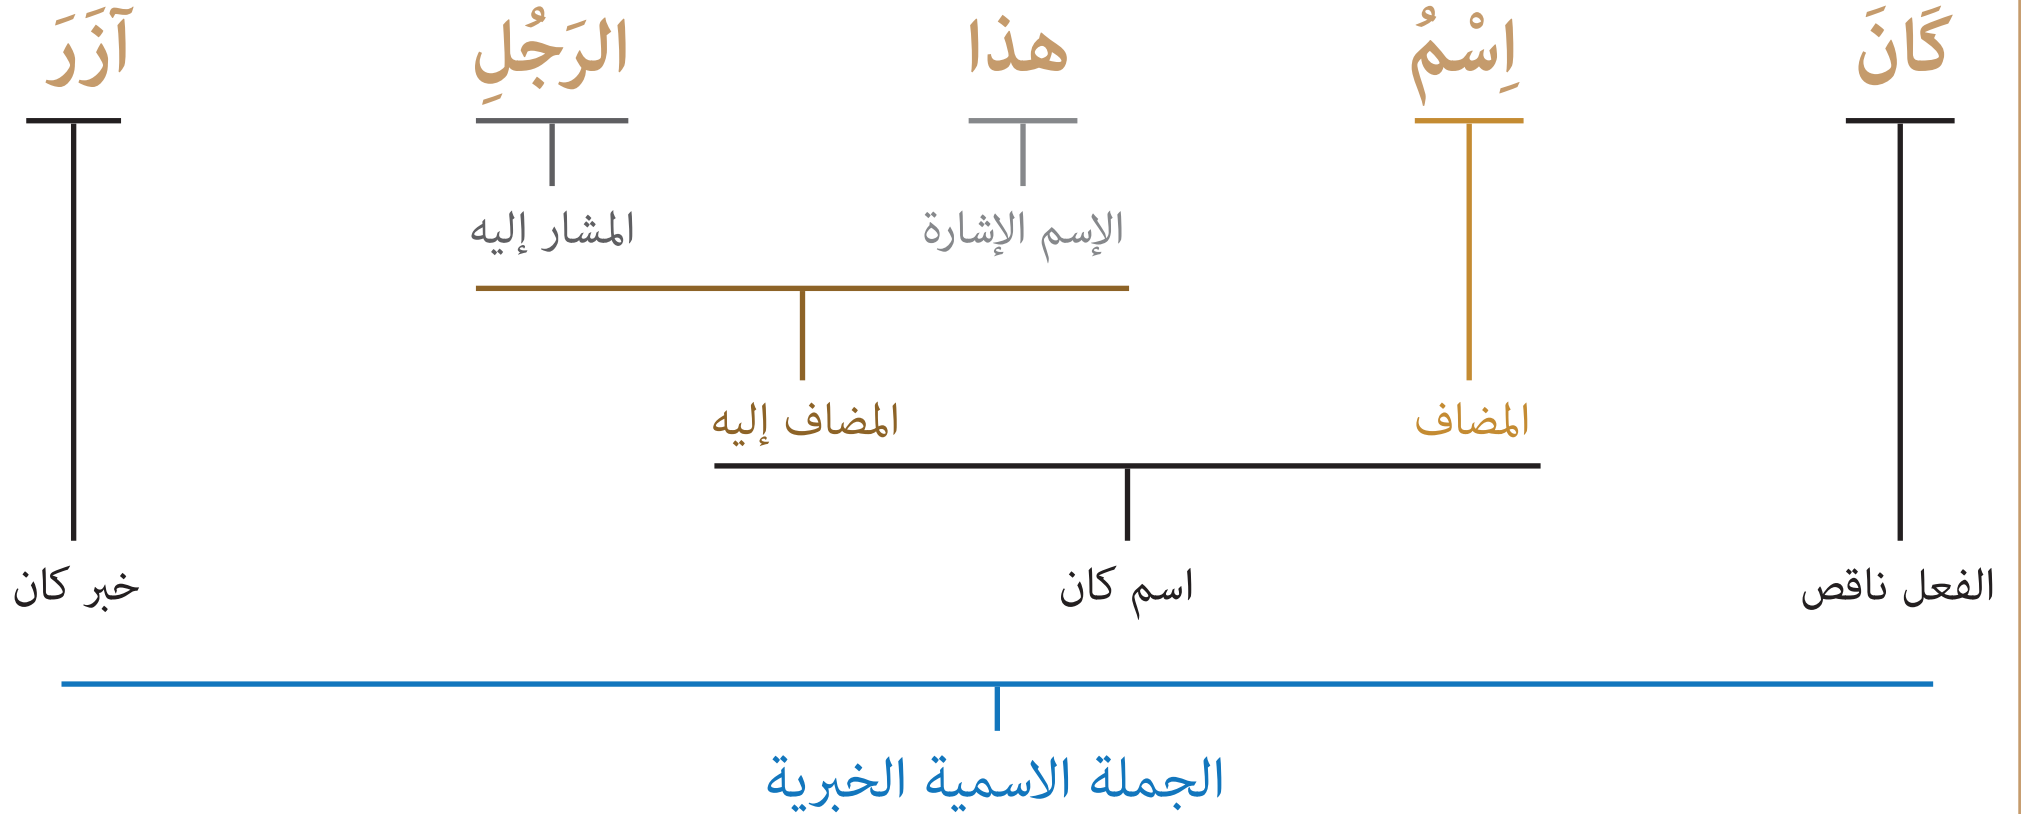 كَانَ اِسْمُ هذا الرَجُلِ آزَرَ
الإسم الإشارة المشار إليه
المضاف المضاف إليه
الفعل ناقص اسم كان خبر كان
الجملة الاسمية الخبرية